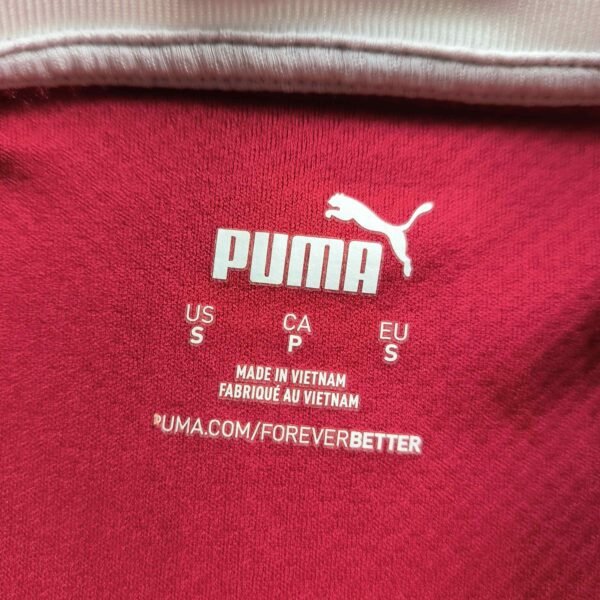 PUMA
US CA EU
S P S
MADE IN VIETNAM
FABRIQUÉ AU VIETNAM
PUMA.COM/FOREVERBETTER